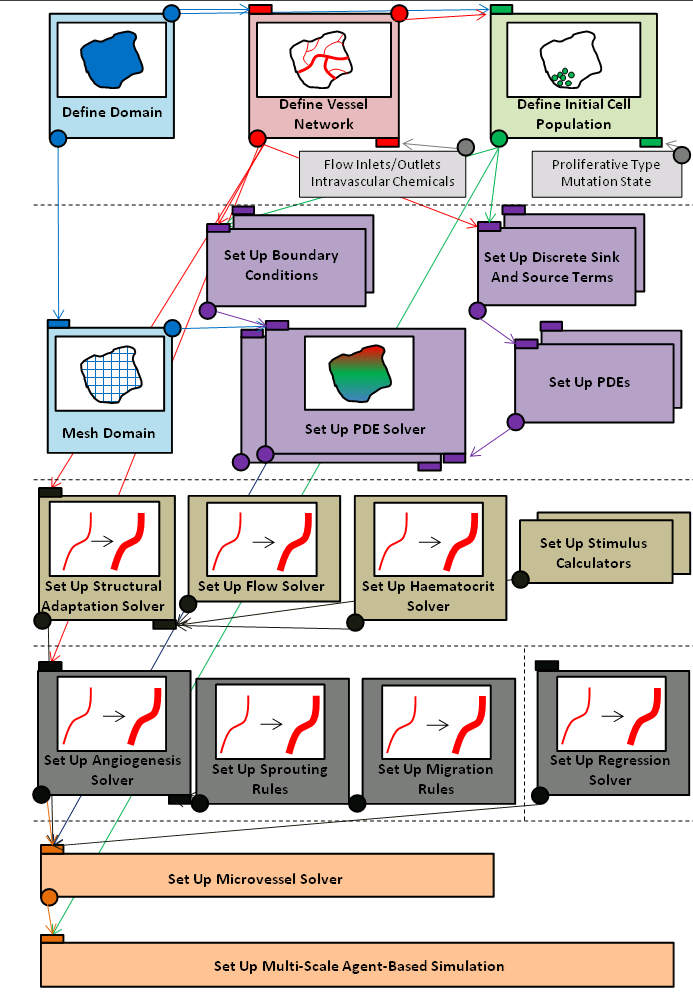 Define Domain
Define Vessel
Network
Define Initial Cell
Population
Flow Inlets/Outlets
Intravascular Chemicals
Proliferative Type
Mutation State
Set Up Boundary
Conditions
Set Up Discrete Sink
And Source Terms
Set Up PDEs
Mesh Domain
Set Up PDE Solver
Set Up Structural
Adaptation Solver
Set Up Flow Solver
Set Up Haematocrit
Solver
Set Up Stimulus
Calculators
Set Up Angiogenesis
Solver
Set Up Sprouting
Rules
Set Up Migration
Rules
Set Up Regression
Solver
Set Up Microvessel Solver
Set Up Multi-Scale Agent-Based Simulation